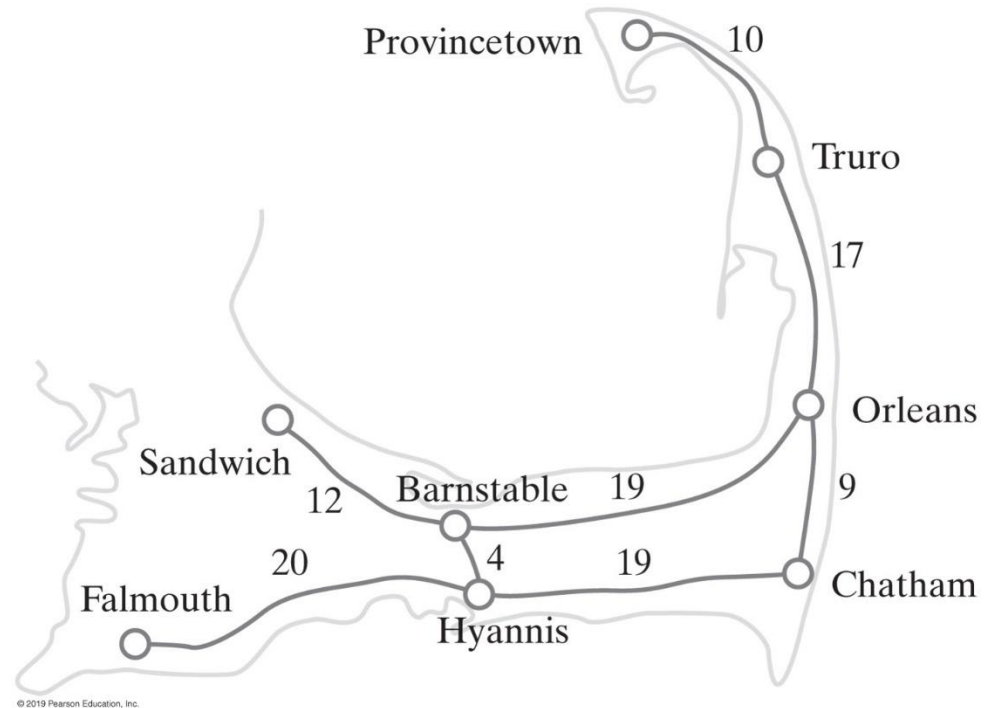 Provincetown
10
Truro
17
Orleans
Sandwich
Barnstable
19
9
12
4
20
19
Falmouth
Chatham
Hyannis
© 2019 Pearson Education, Inc.